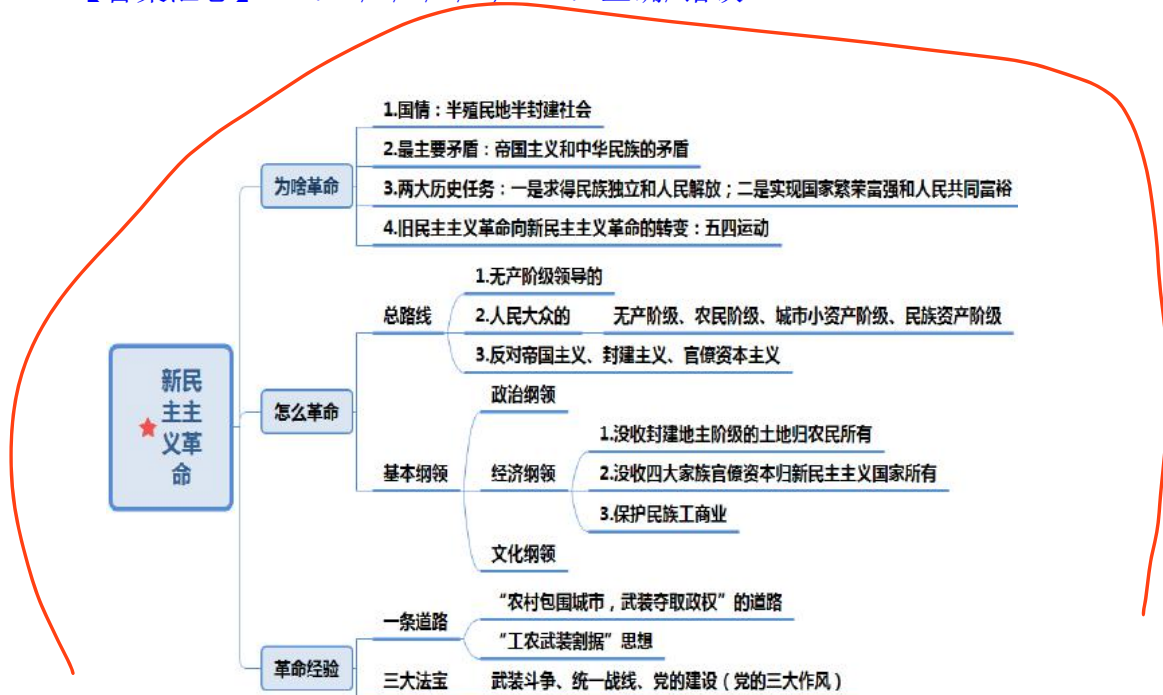 1.国情：半殖民地半封建社会
2.最主要矛盾：帝国主义和中华民族的矛盾
为啥革命
3.两大历史任务：一是求得民族独立和人民解放；二是实现国家繁荣富强和人民共同富裕
4.旧民主主义革命向新民主主义革命的转变：五四运动
1.无产阶级领导的
总路线
2.人民大众的
无产阶级、农民阶级、城市小资产阶级、民族资产阶级
3.反对帝国主义、封建主义、官僚资本主义
新民
主主
义革
命
怎么革命
政治纲领
1.没收封建地主阶级的土地归农民所有
基本纲领
经济纲领
2.没收四大家族官僚资本归新民主主义国家所有
3.保护民族工商业
文化纲领
“农村包围城市，武装夺取政权”的道路
一条道路
“工农武装割据”思想
革命经验
三大法宝
武装斗争、统一战线、党的建设（党的三大作风）